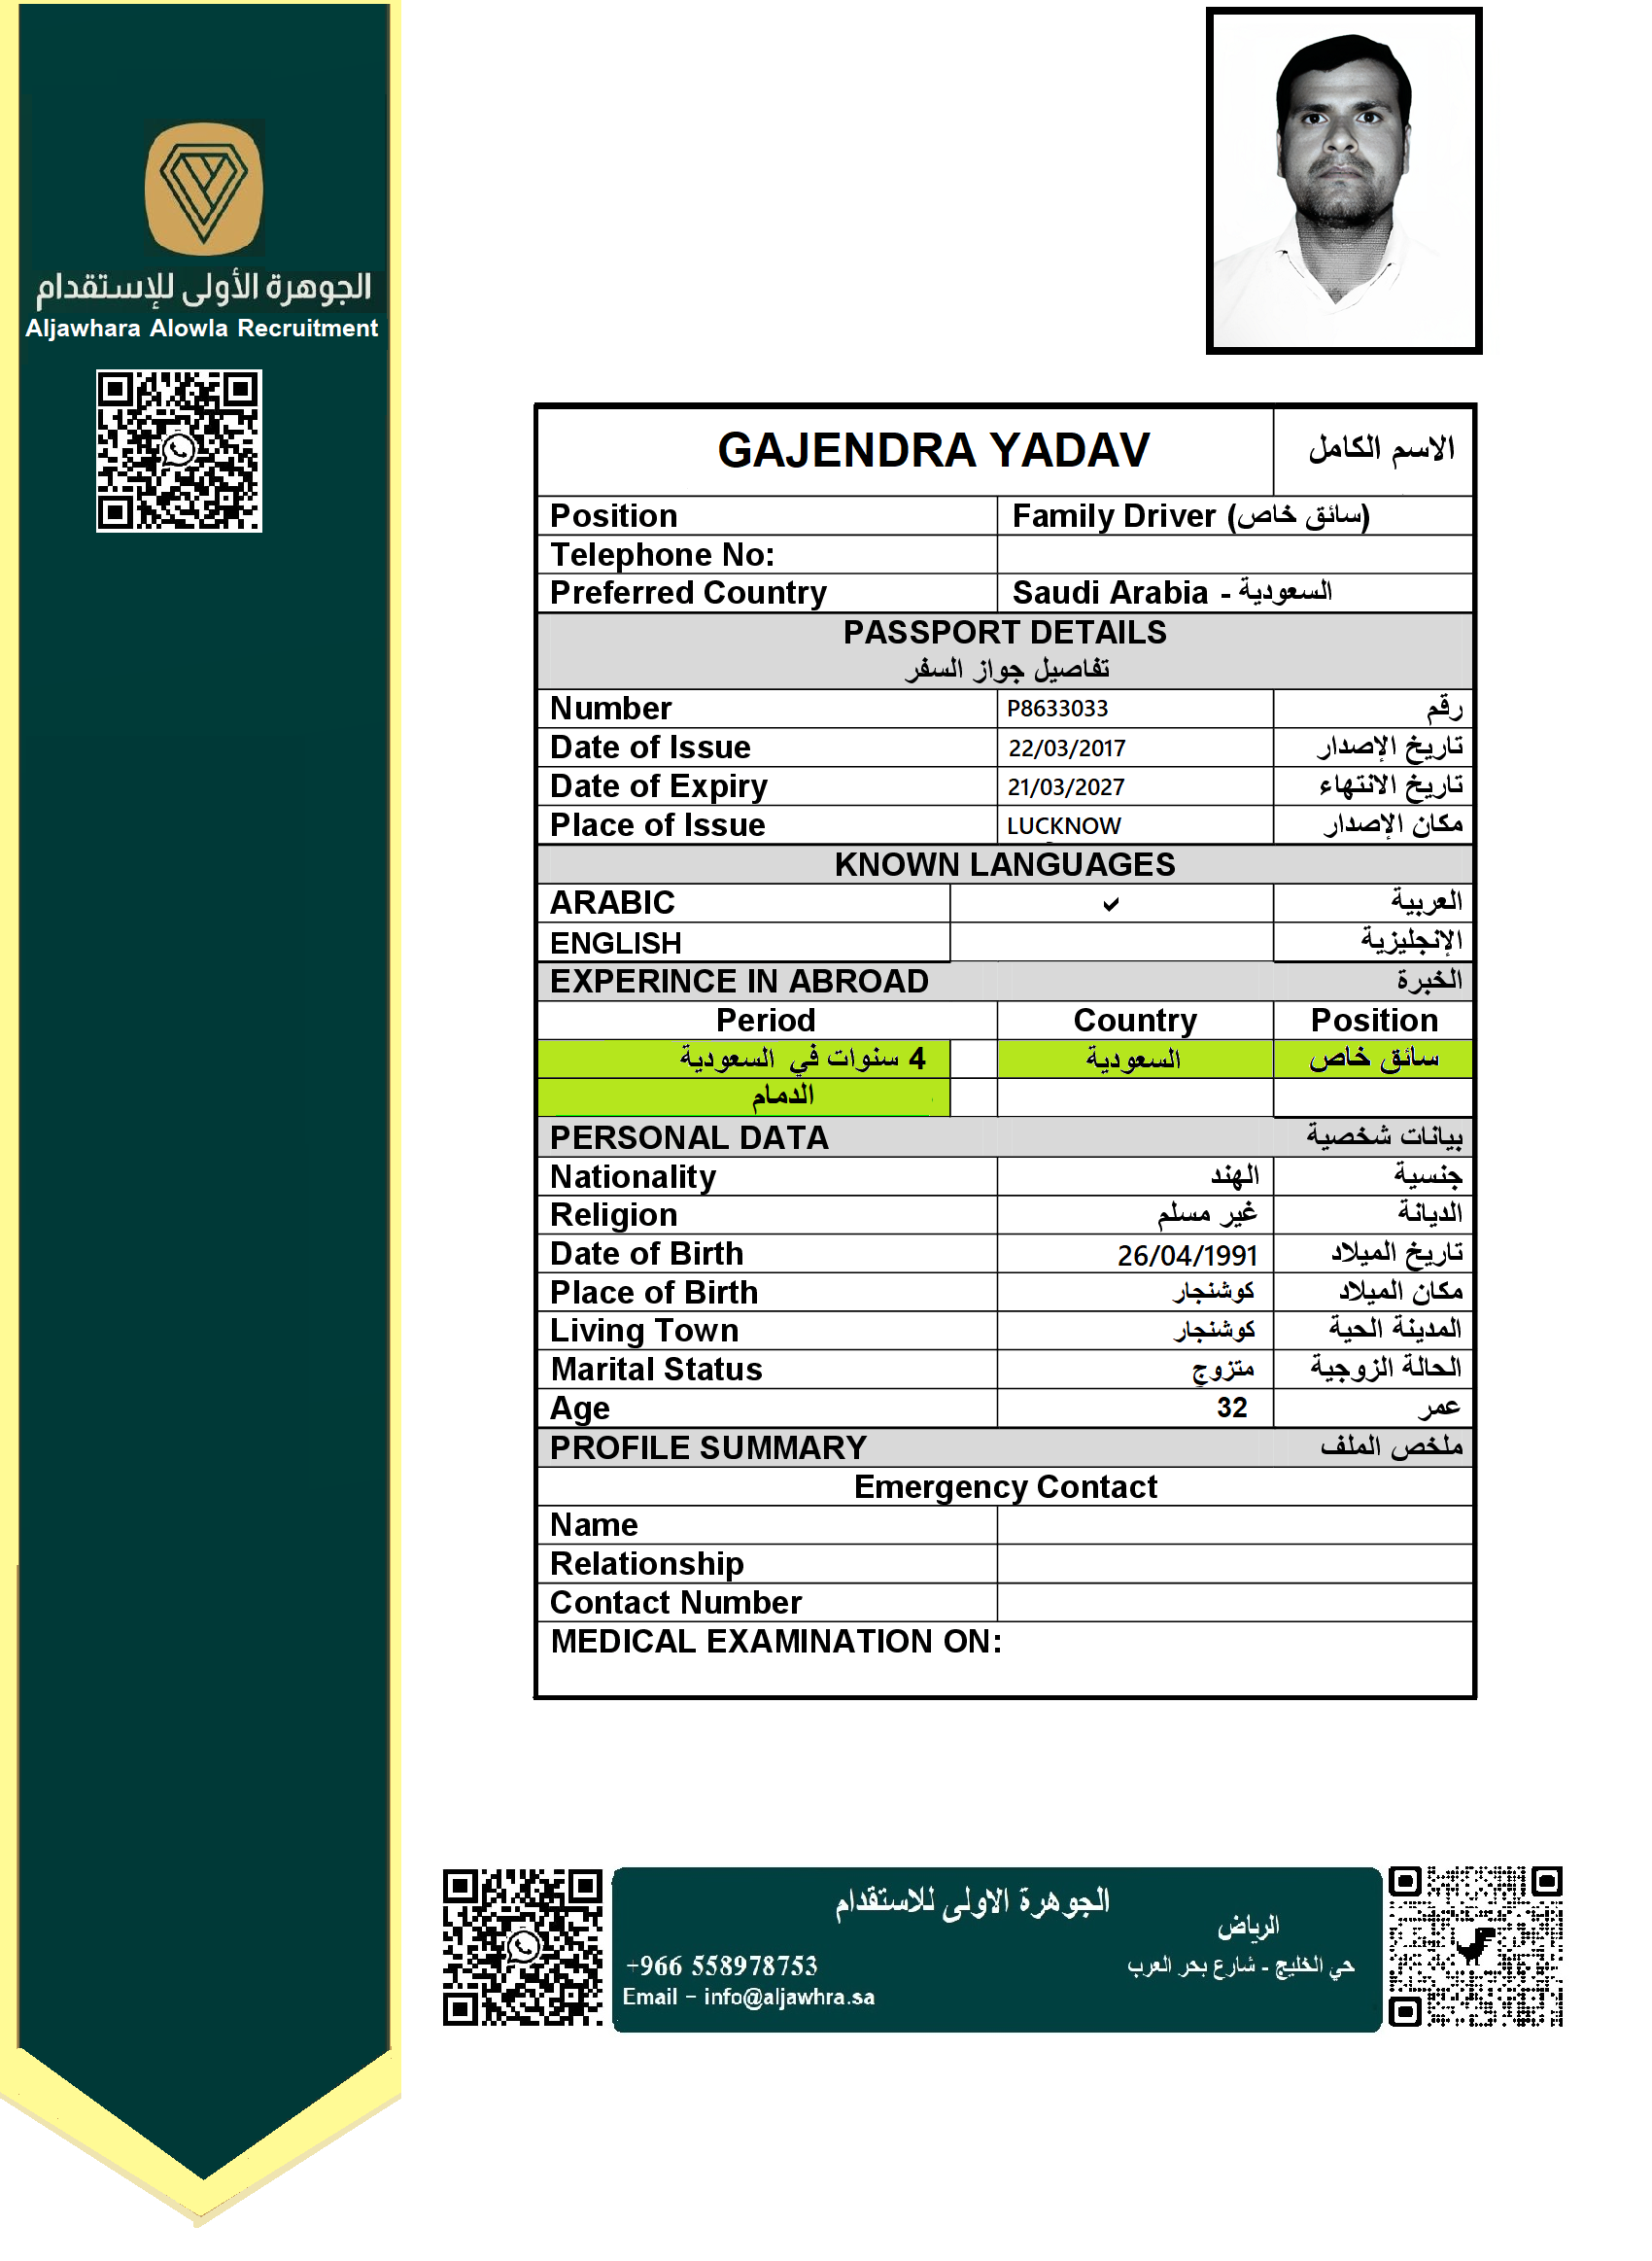 الجوهرة الأولى للإستقدام
Aljawhara Alowla Recruitment
GAJENDRA YADAV الاسم الكامل
Position Family Driver (سائق خاص)
Telephone No:
Preferred Country Saudi Arabia - السعودية
PASSPORT DETAILS
تفاصيل جواز السفر
Number P8633033 رقم
Date of Issue 22/03/2017 تاريخ الإصدار
Date of Expiry 21/03/2027 تاريخ الانتهاء
Place of Issue LUCKNOW مكان الإصدار
KNOWN LANGUAGES
ARABIC العربية
ENGLISH الإنجليزية
EXPERINCE IN ABROAD الخبرة
Period Country Position
4 سنوات في السعودية السعودية سائق خاص
الدمام
PERSONAL DATA بيانات شخصية
Nationality الهند جنسية
Religion غير مسلم الديانة
Date of Birth 26/04/1991 تاريخ الميلاد
Place of Birth كوشنجار مكان الميلاد
Living Town كوشنجار المدينة الحية
Marital Status متزوج الحالة الزوجية
Age 32 عمر
PROFILE SUMMARY ملخص الملف
Emergency Contact
Name
Relationship
Contact Number
MEDICAL EXAMINATION ON:
الجوهرة الاولى للاستقدام
الرياض
+966 558978753 حي الخليج - شارع بحر العرب
Email - info@aljawhra.sa